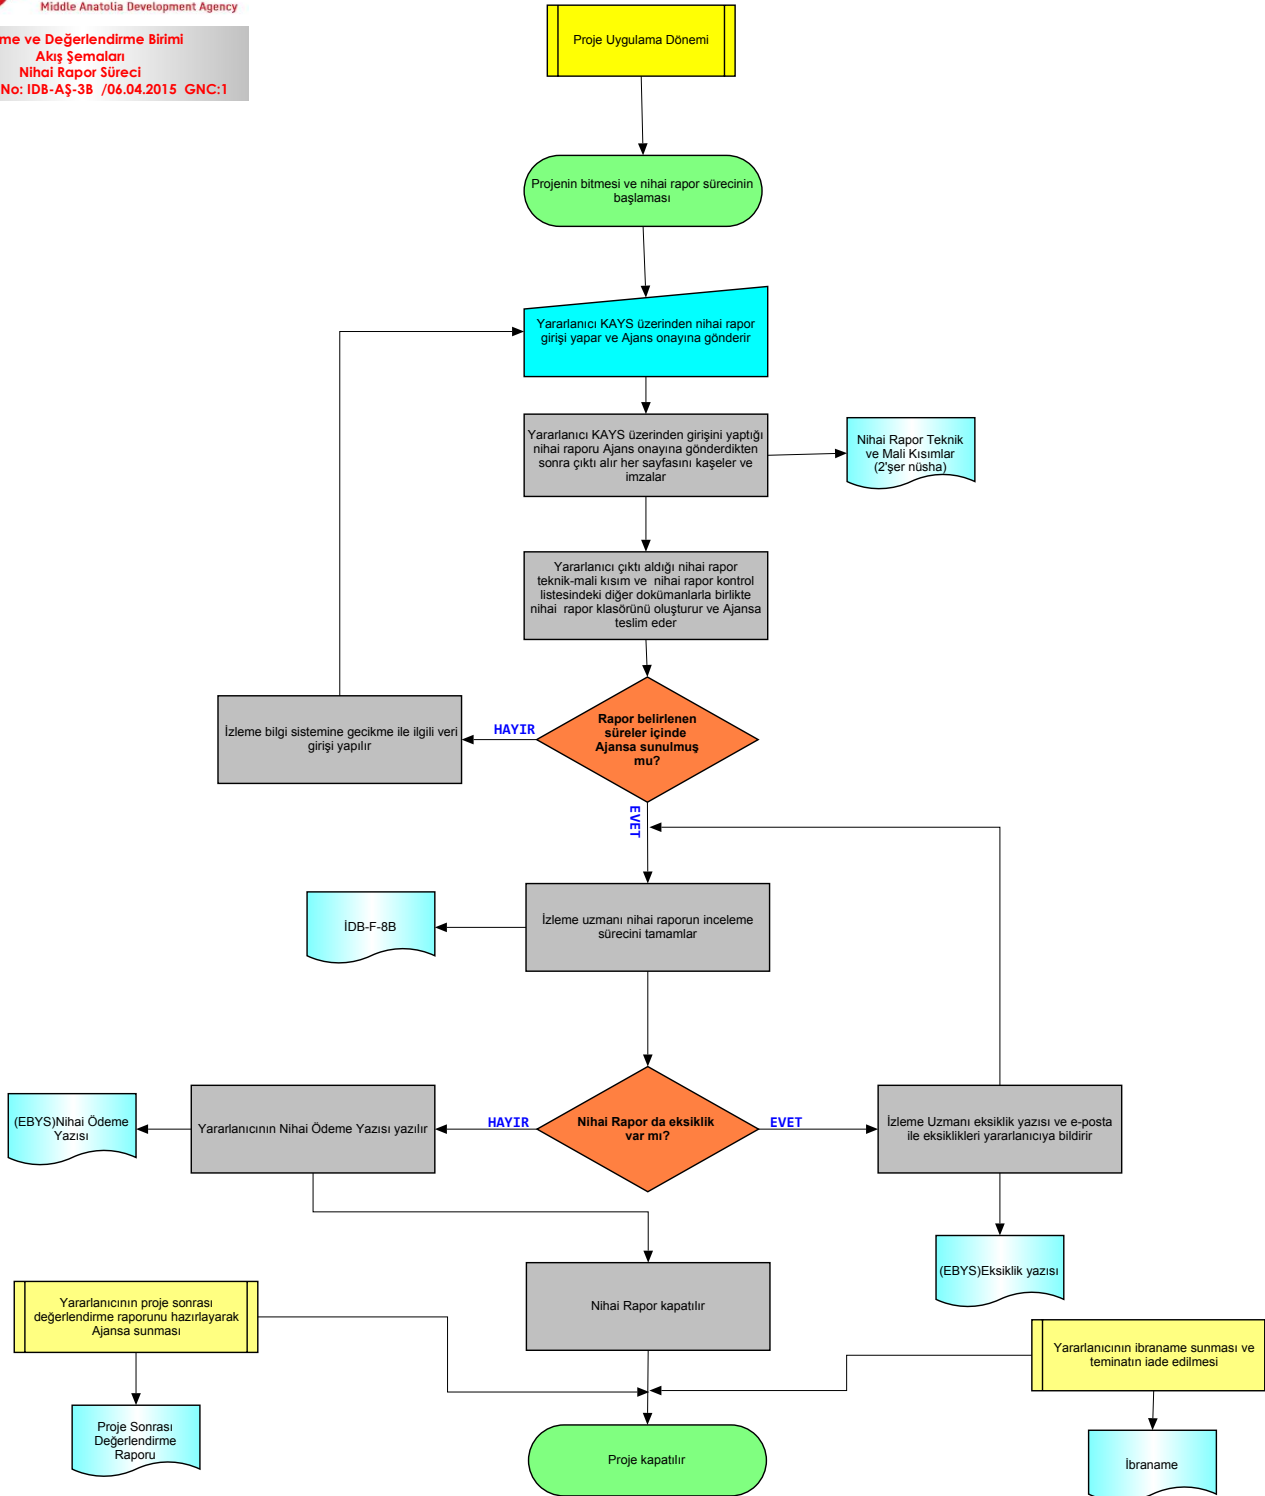 Middle Anatolia Development Agency
me ve Değerlendirme Birimi
Akış Şemaları
Nihai Rapor Süreci
No: IDB-AŞ-3B /06.04.2015 GNC:1
Proje Uygulama Dönemi
Projenin bitmesi ve nihai rapor sürecinin
başlaması
Yararlanıcı KAYS üzerinden nihai rapor
girişi yapar ve Ajans onayına gönderir
Yararlanıcı KAYS üzerinden girişini yaptığı
nihai raporu Ajans onayına gönderdikten
sonra çıktı alır her sayfasını kaşeler ve
imzalar
Nihai Rapor Teknik
ve Mali Kısımlar
(2'şer nüsha)
Yararlanıcı çıktı aldığı nihai rapor
teknik-mali kısım ve nihai rapor kontrol
listesindeki diğer dokümanlarla birlikte
nihai rapor klasörünü oluşturur ve Ajansa
teslim eder
Rapor belirlenen
süreler içinde
Ajansa sunulmuş
mu?
HAYIR
İzleme bilgi sistemine gecikme ile ilgili veri
girişi yapılır
EVET
İzleme uzmanı nihai raporun inceleme
sürecini tamamlar
İDB-F-8B
Nihai Rapor da eksiklik
var mı?
HAYIR
EVET
Yararlanıcının Nihai Ödeme Yazısı yazılır
(EBYS)Nihai Ödeme
Yazısı
İzleme Uzmanı eksiklik yazısı ve e-posta
ile eksiklikleri yararlanıcıya bildirir
(EBYS)Eksiklik yazısı
Nihai Rapor kapatılır
Yararlanıcının proje sonrası
değerlendirme raporunu hazırlayarak
Ajansa sunması
Yararlanıcının ibraname sunması ve
teminatın iade edilmesi
Proje Sonrası
Değerlendirme
Raporu
Proje kapatılır
İbraname